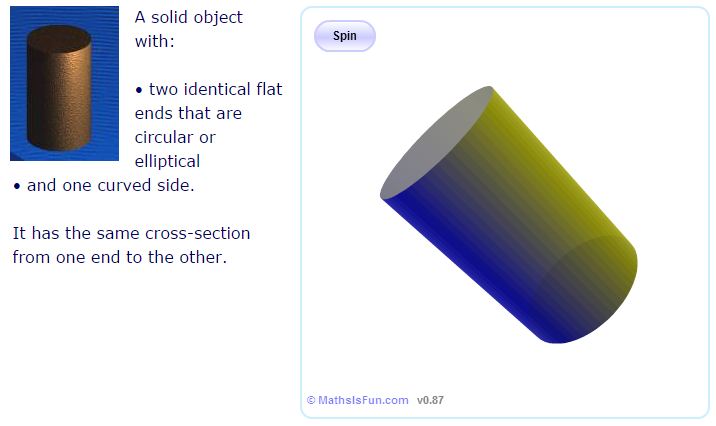 A solid object
with:
• two identical flat
ends that are
circular or
elliptical
• and one curved side.
It has the same cross-section
from one end to the other.
Spin
© MathsIsFun.com v0.87